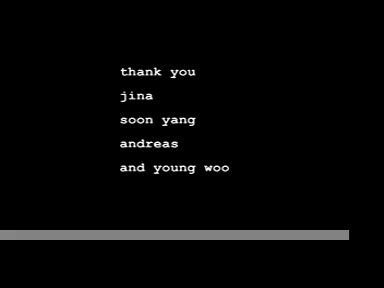 thank you
jina
soon yang
andreas
and young woo